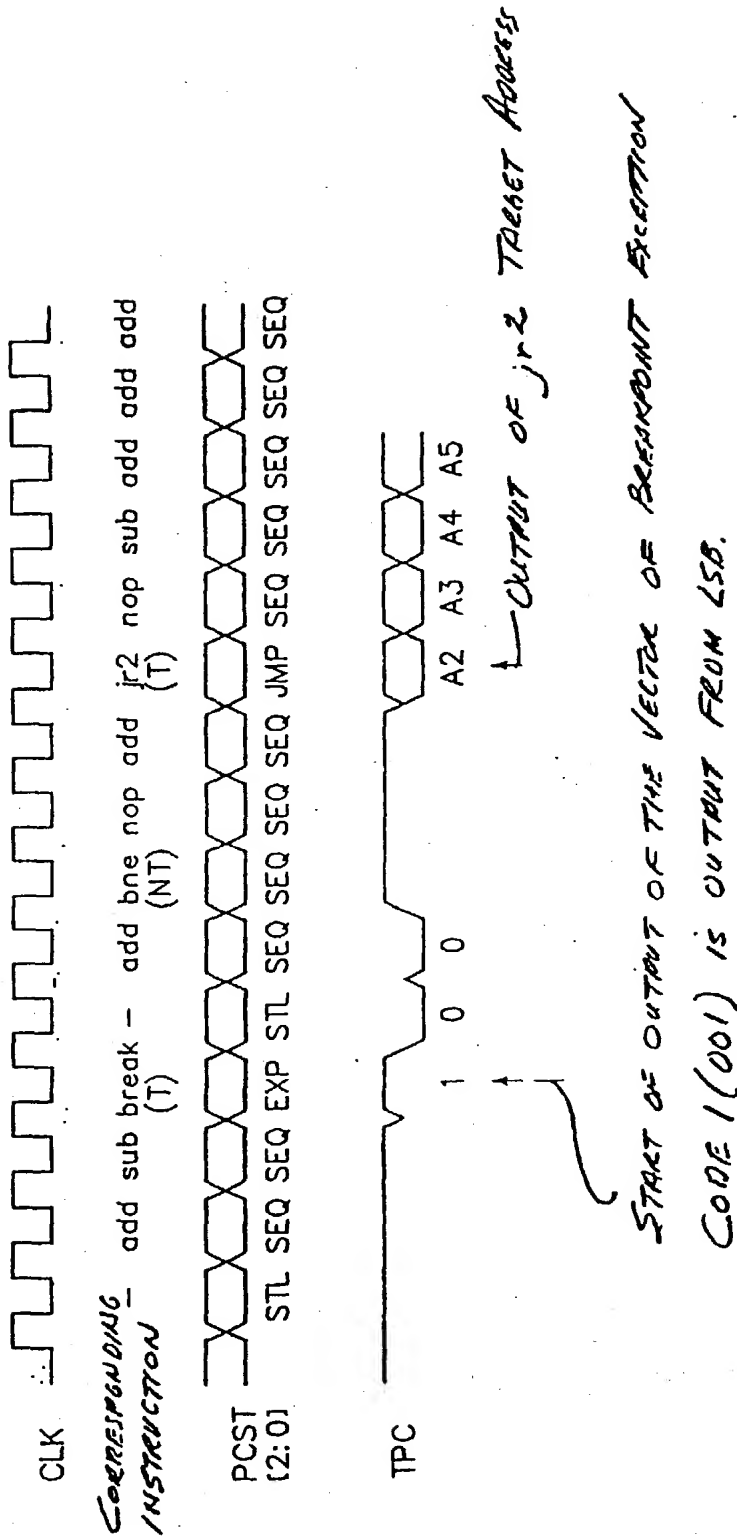 CLK
CORRESPONDING INSTRUCTION
– add sub break – add bne nop add jr2 nop sub add add add
(T) (NT) (T)
PCST [2:0]
STL SEQ SEQ EXP STL SEQ SEQ SEQ SEQ JMP SEQ SEQ SEQ SEQ SEQ
TPC
1 0 0 A2 A3 A4 A5
OUTPUT OF jr2 TARGET ADDRESS
START OF OUTPUT OF THE VECTOR OF BREAKPOINT EXCEPTION
CODE 1(001) IS OUTPUT FROM LSB.